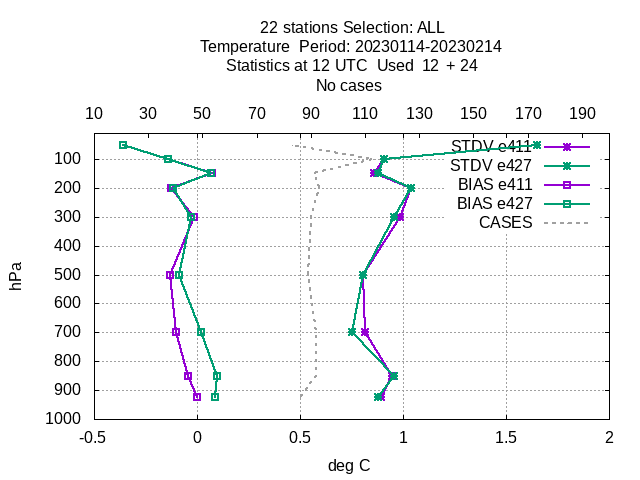 22 stations Selection: ALL
Temperature  Period: 20230114-20230214
Statistics at 12 UTC  Used  12  + 24
No cases
10 30 50 70 90 110 130 150 170 190
STDV e411
STDV e427
BIAS e411
BIAS e427
CASES
100
200
300
400
500
600
700
800
900
1000
hPa
-0.5 0 0.5 1 1.5 2
deg C